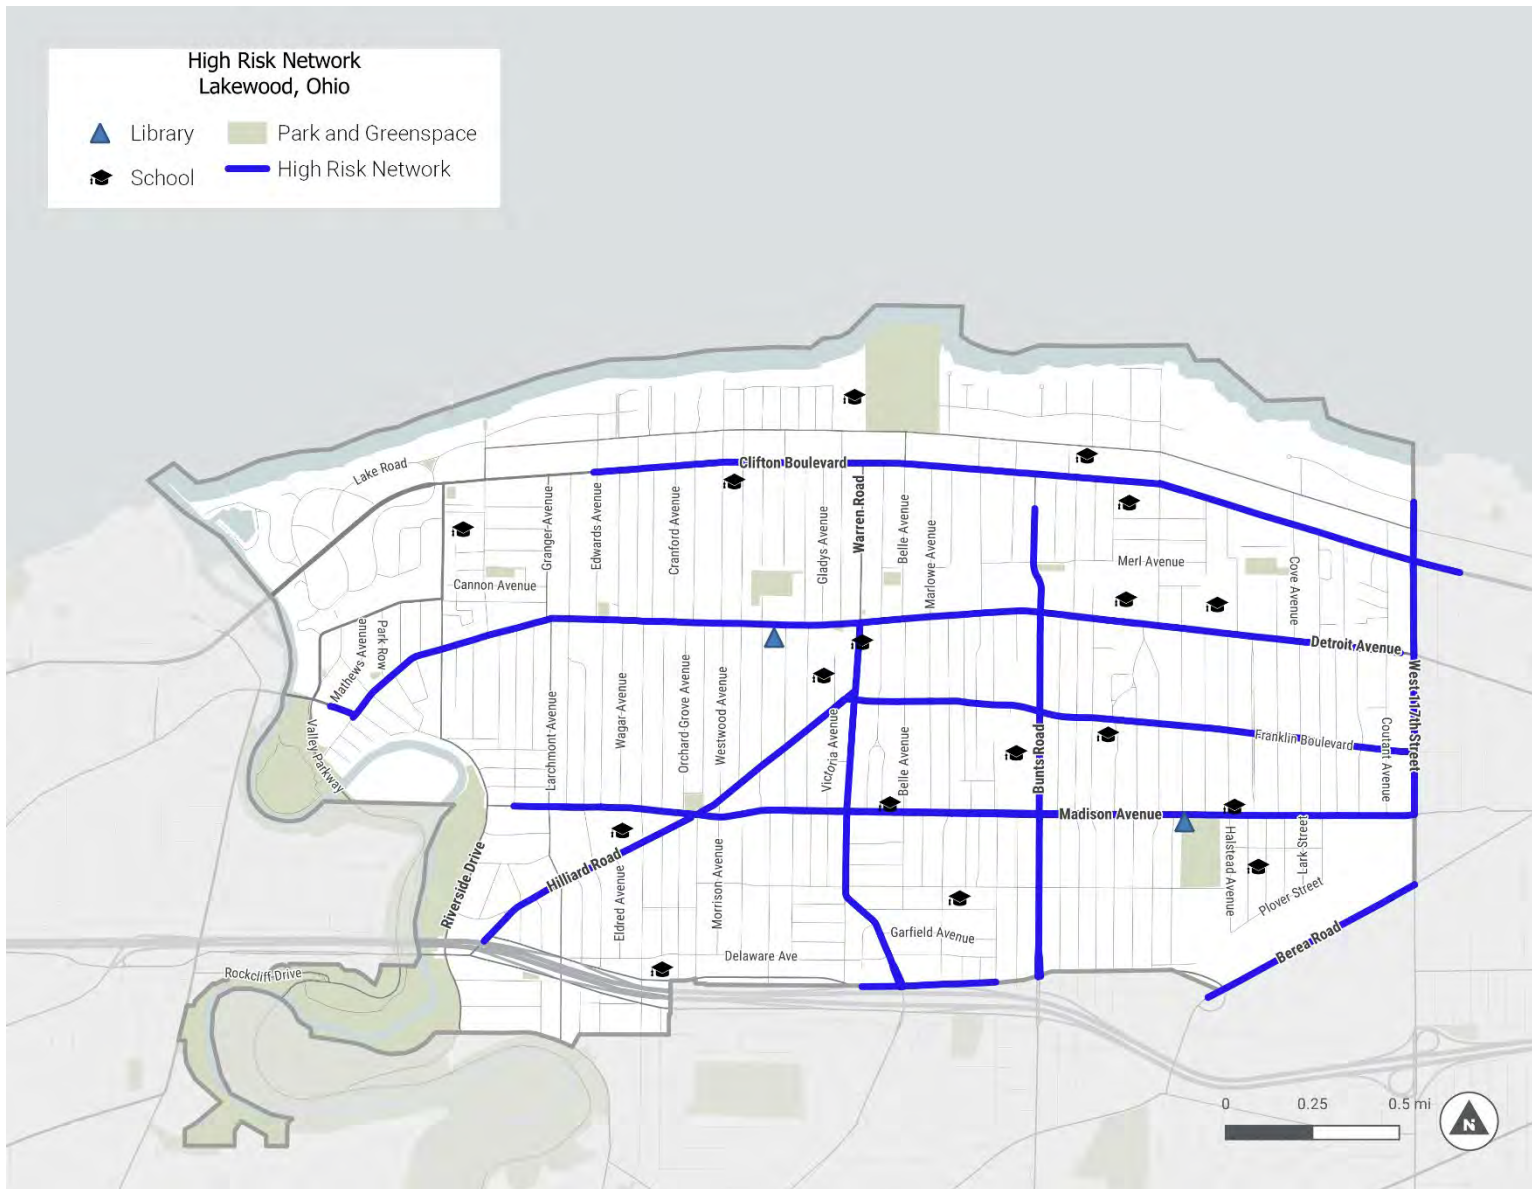 High Risk Network
Lakewood, Ohio
Library
Park and Greenspace
School
High Risk Network
Lake Road
Clifton Boulevard
Granger Avenue
Edwards Avenue
Cranford Avenue
Gladys Avenue
Warren Road
Belle Avenue
Marlowe Avenue
Merl Avenue
Cove Avenue
Cannon Avenue
Mathews Avenue
Park Row
Detroit Avenue
Valley Parkway
Larchmont Avenue
Wagar Avenue
Orchard Grove Avenue
Westwood Avenue
Victoria Avenue
Belle Avenue
Bunts Road
Franklin Boulevard
Coutant Avenue
West 117th Street
Madison Avenue
Riverside Drive
Hilliard Road
Eldred Avenue
Morrison Avenue
Halstead Avenue
Lark Street
Plover Street
Garfield Avenue
Delaware Ave
Berea Road
Rockcliff Drive
0 0.25 0.5 mi
N